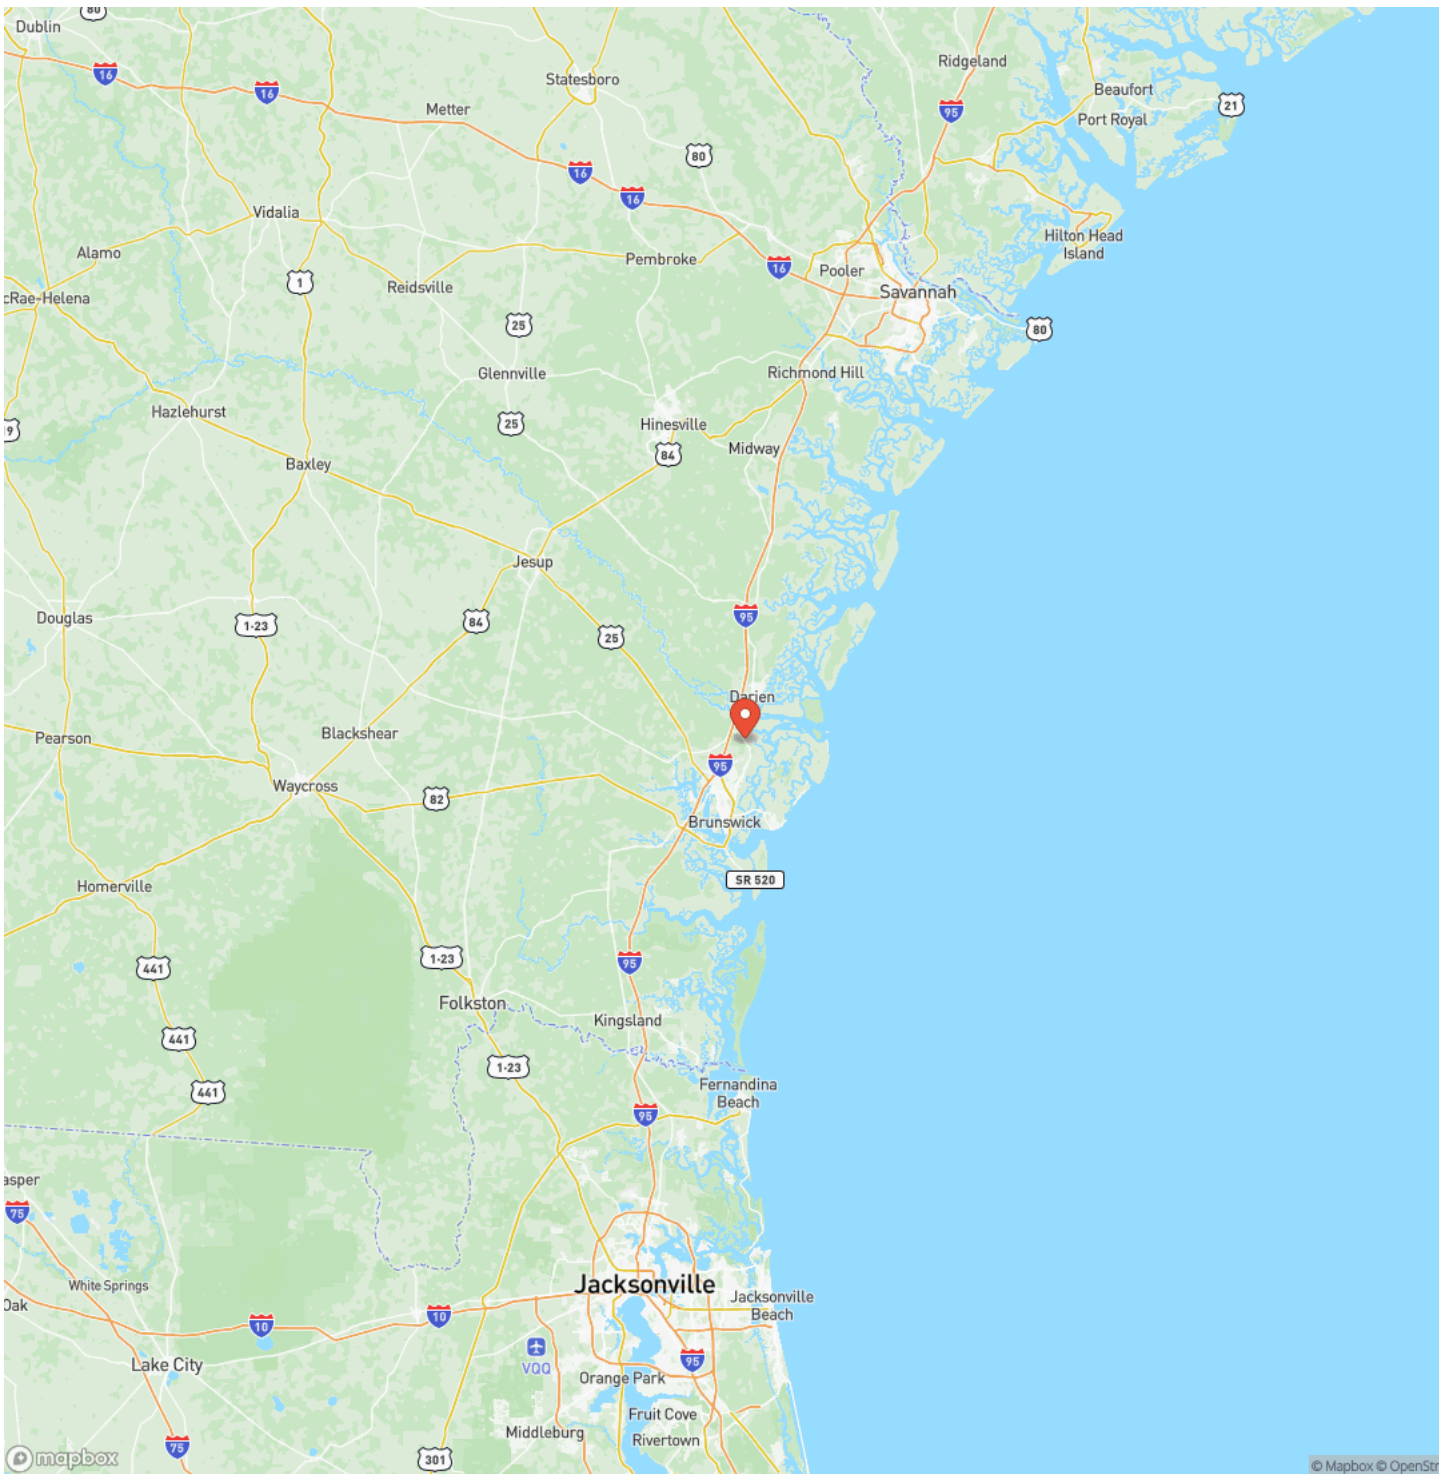 80
Dublin
16
16
Statesboro
Metter
80
16
16
Ridgeland
95
Beaufort
Port Royal
21
Vidalia
Alamo
Pembroke
16
Pooler
Hilton Head
Island
1
Reidsville
Savannah
cRae-Helena
25
80
Glennville
Richmond Hill
Hazlehurst
25
Hinesville
9
84
Midway
Baxley
Jesup
Douglas
1-23
84
25
95
Darien
Pearson
Blackshear
95
Waycross
82
Brunswick
Homerville
SR 520
441
1-23
95
Folkston
Kingsland
441
1-23
441
Fernandina
Beach
95
asper
75
White Springs
Jacksonville
Oak
10
10
Jacksonville
Beach
VQQ
95
Lake City
Orange Park
Fruit Cove
Middleburg
Rivertown
75
301
mapbox
© Mapbox © OpenStr